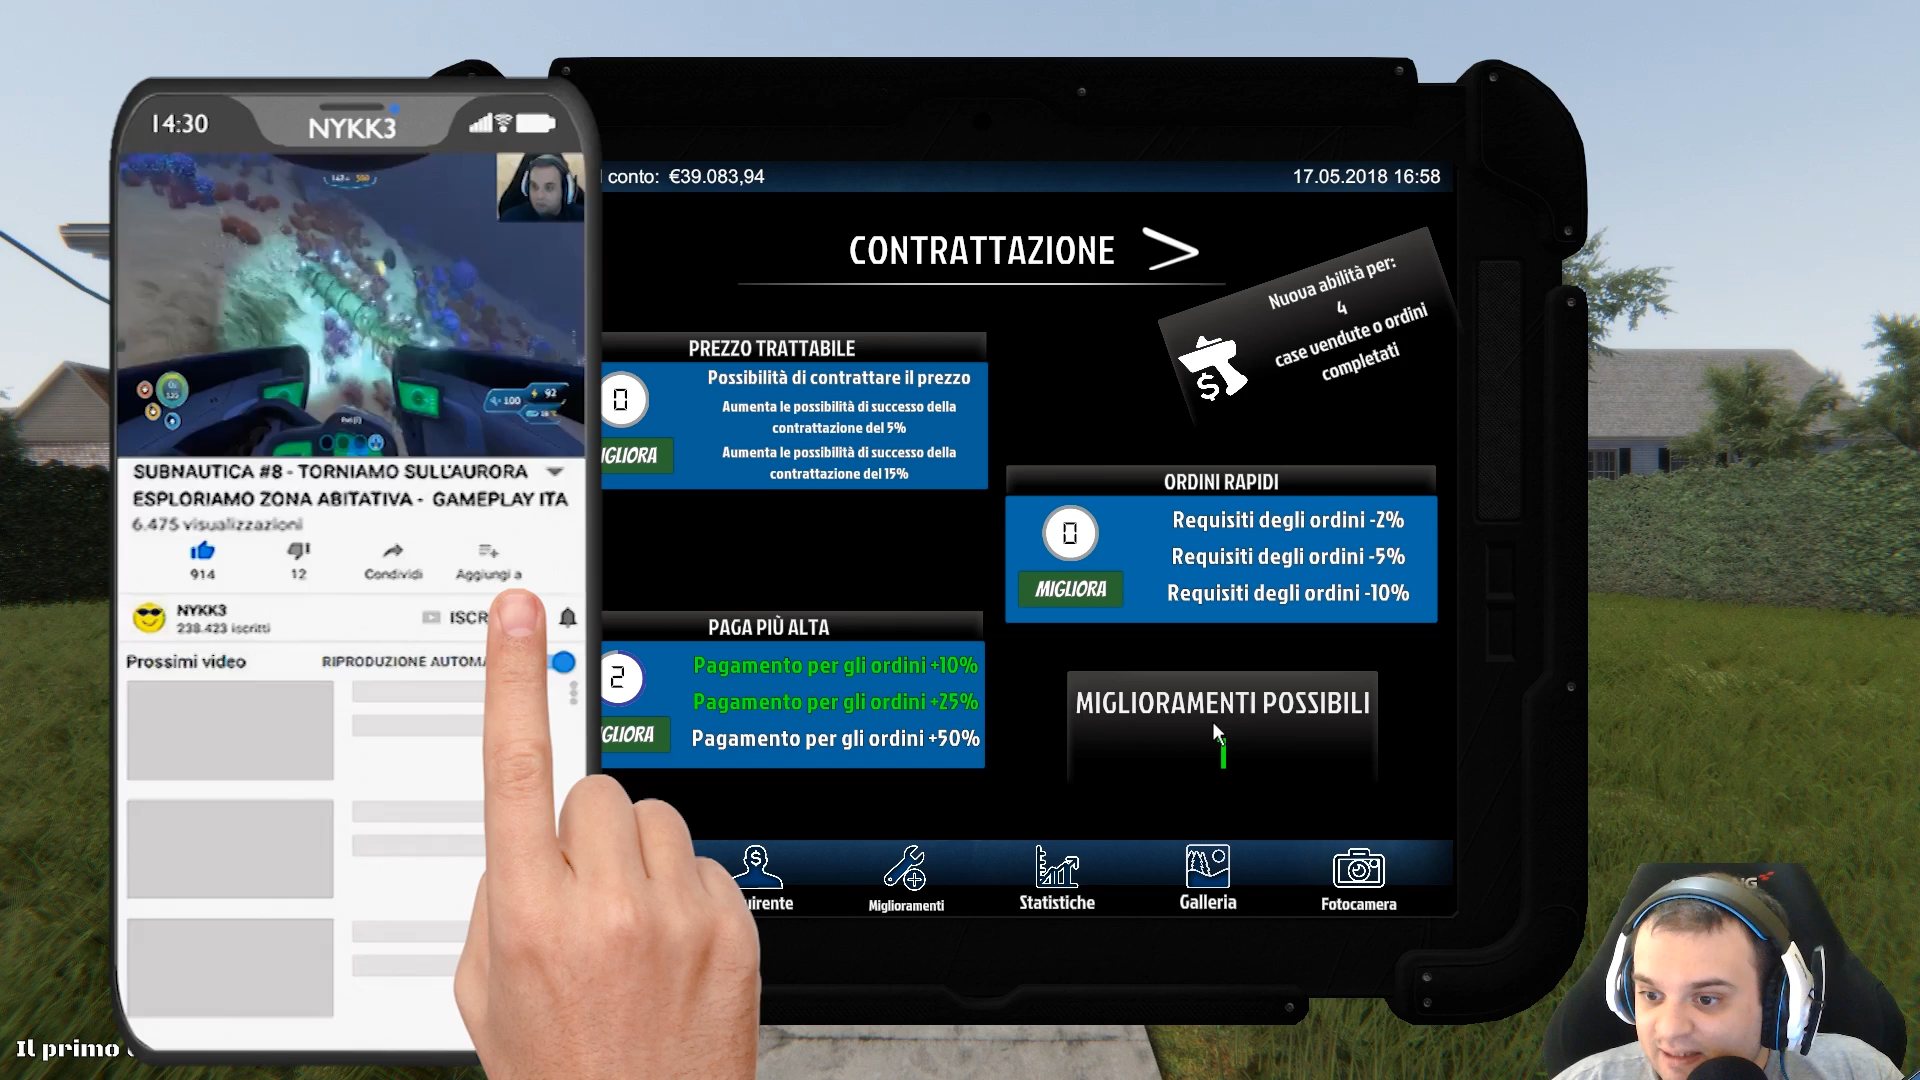 14:30
NYKK3
SUBNAUTICA #8 - TORNIAMO SULL'AURORA
ESPLORIAMO ZONA ABITATIVA - GAMEPLAY ITA
6.475 visualizzazioni
914
12
Condividi
Aggiungi a
NYKK3
238.423 iscritti
ISCR
Prossimi video
RIPRODUZIONE AUTOMA
conto: €39.083,94
17.05.2018 16:58
CONTRATTAZIONE >
Nuova abilità per:
4
case vendute o ordini
completati
PREZZO TRATTABILE
0
Possibilità di contrattare il prezzo
Aumenta le possibilità di successo della
contrattazione del 5%
Aumenta le possibilità di successo della
contrattazione del 15%
IGLIORA
ORDINI RAPIDI
0
Requisiti degli ordini -2%
Requisiti degli ordini -5%
Requisiti degli ordini -10%
MIGLIORA
PAGA PIÙ ALTA
2
Pagamento per gli ordini +10%
Pagamento per gli ordini +25%
Pagamento per gli ordini +50%
GLIORA
MIGLIORAMENTI POSSIBILI
1
uirente
Miglioramenti
Statistiche
Galleria
Fotocamera
Il primo